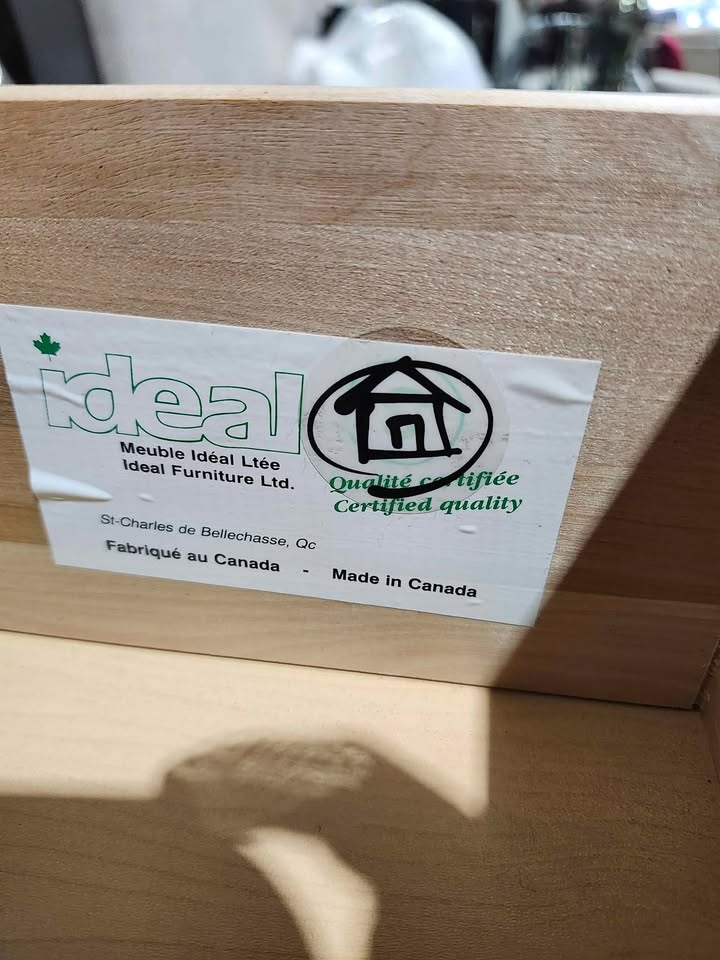 ideal
Meuble Idéal Ltée
Ideal Furniture Ltd.
Qualité certifiée
Certified quality
St-Charles de Bellechasse, Qc
Fabriqué au Canada - Made in Canada